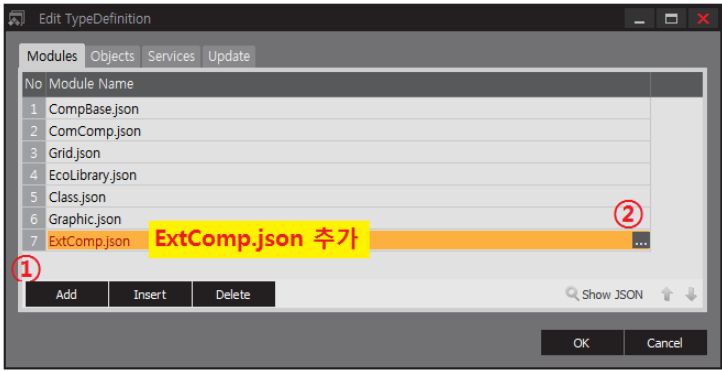 Edit TypeDefinition
Modules Objects Services Update
No Module Name
1 CompBase.json
2 ComComp.json
3 Grid.json
4 EcoLibrary.json
5 Class.json
6 Graphic.json
②
7 ExtComp.json ExtComp.json 추가 ...
①
Add Insert Delete Show JSON
OK Cancel